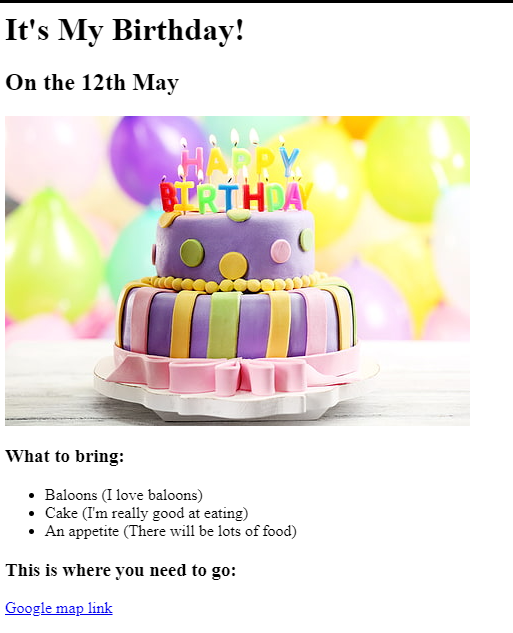 It's My Birthday!
On the 12th May
HAPPY
BIRTHDAY
What to bring:
Baloons (I love baloons)
Cake (I'm really good at eating)
An appetite (There will be lots of food)
This is where you need to go:
Google map link